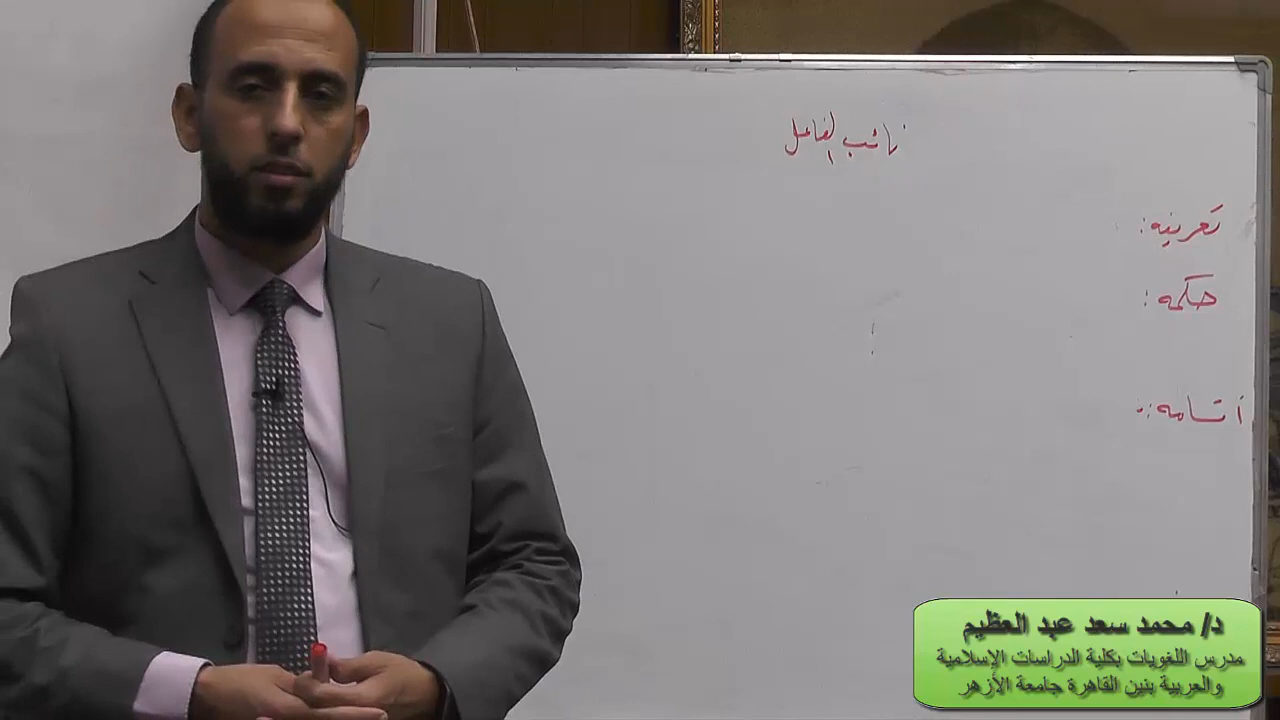 نائب الفاعل
تعريفه:
حكمه:
أقسامه:
د/ محمد سعد عبد العظيم
مدرس اللغويات بكلية الدراسات الإسلامية
والعربية بنين القاهرة جامعة الأزهر